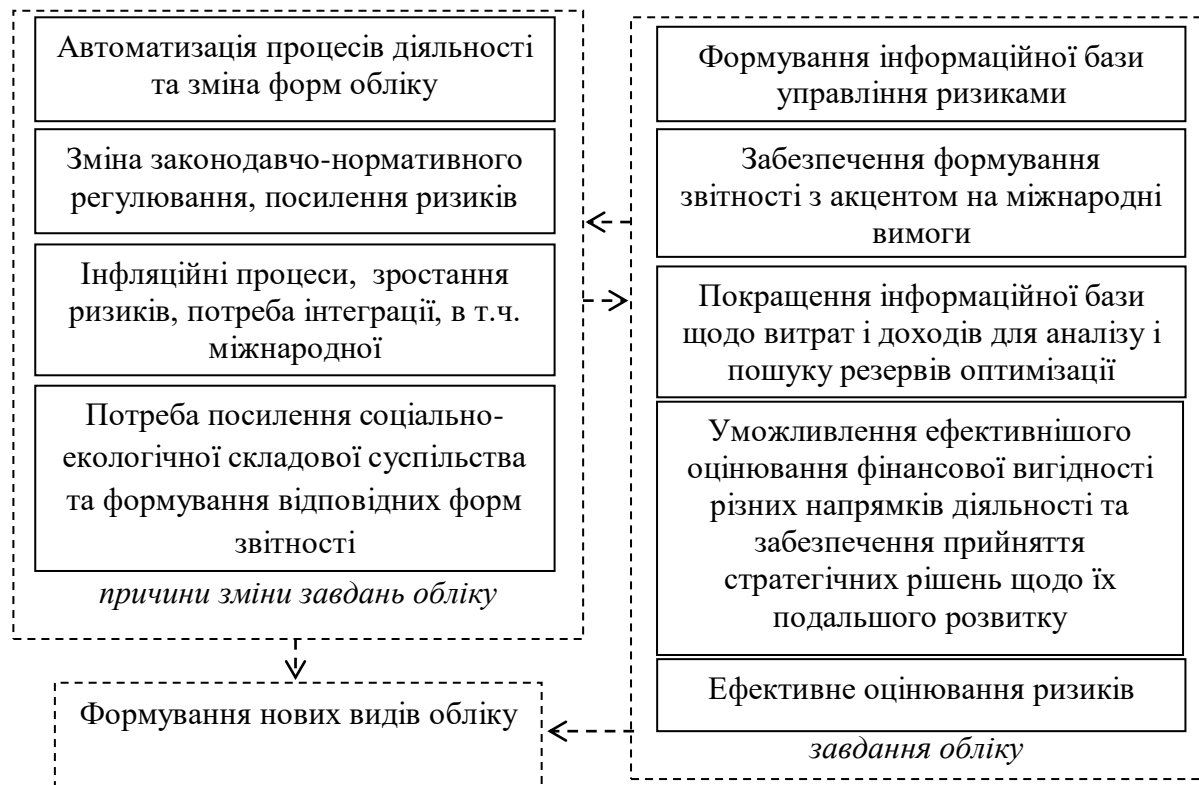 Автоматизація процесів діяльності
та зміна форм обліку
Зміна законодавчо-нормативного
регулювання, посилення ризиків
Інфляційні процеси, зростання
ризиків, потреба інтеграції, в т.ч.
міжнародної
Потреба посилення соціально-
екологічної складової суспільства
та формування відповідних форм
звітності
причини зміни завдань обліку
Формування нових видів обліку
Формування інформаційної бази
управління ризиками
Забезпечення формування
звітності з акцентом на міжнародні
вимоги
Покращення інформаційної бази
щодо витрат і доходів для аналізу і
пошуку резервів оптимізації
Уможливлення ефективнішого
оцінювання фінансової вигідності
різних напрямків діяльності та
забезпечення прийняття
стратегічних рішень щодо їх
подальшого розвитку
Ефективне оцінювання ризиків
завдання обліку